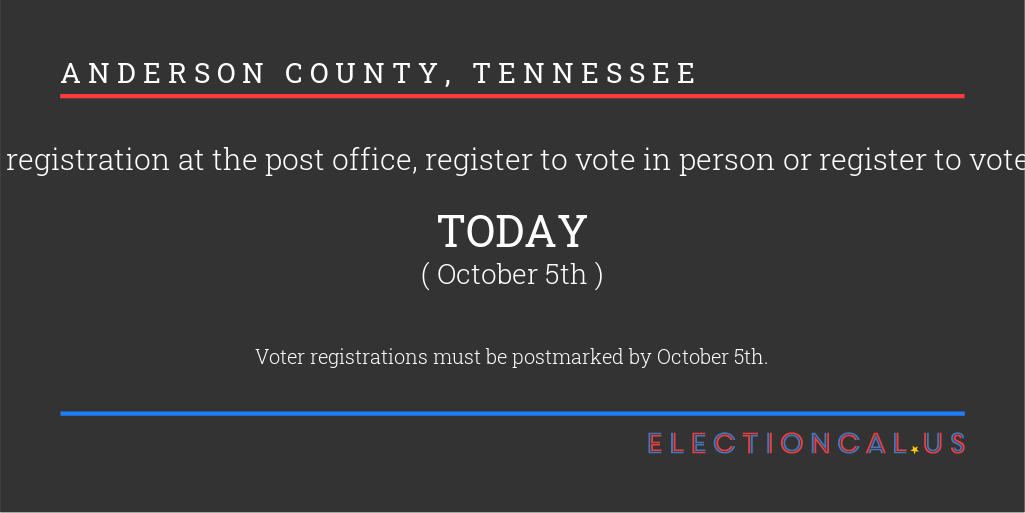 ANDERSON COUNTY, TENNESSEE
registration at the post office, register to vote in person or register to vote
TODAY
( October 5th )
Voter registrations must be postmarked by October 5th.
ELECTIONCAL.US